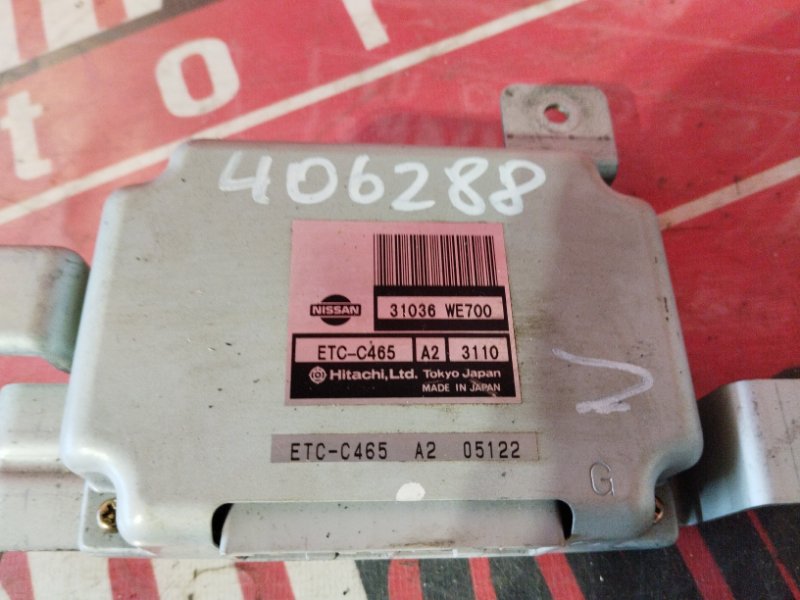 to
406288
NISSAN 31036 WE700
ETC-C465 A2 3110
Hitachi,Ltd. Tokyo Japan
MADE IN JAPAN
ETC-C465 A2 05122
G